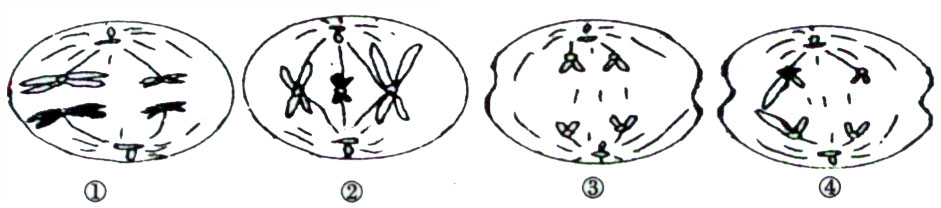 ① ② ③ ④